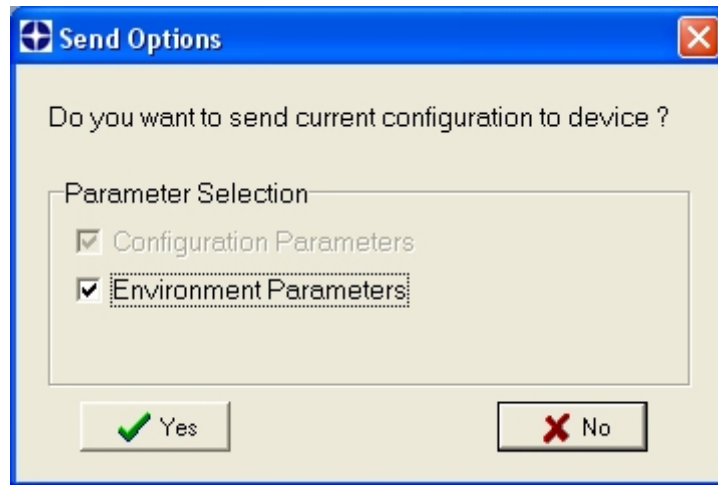 Send Options
Do you want to send current configuration to device ?
Parameter Selection
Configuration Parameters
Environment Parameters
Yes
No